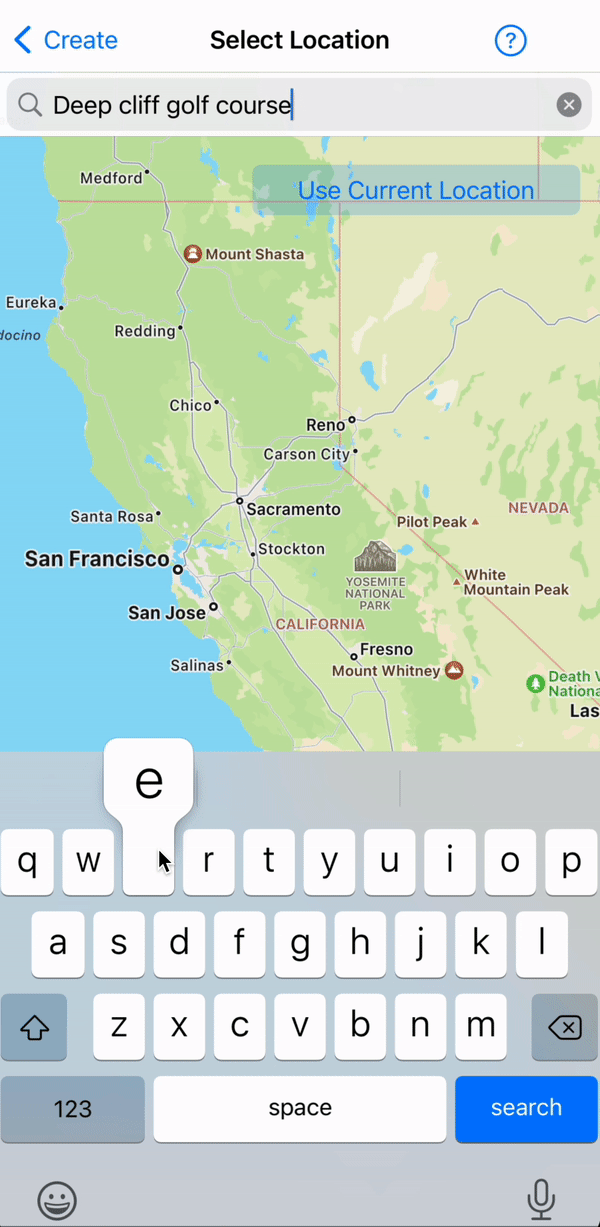 Create
Select Location
?
Deep cliff golf course
Use Current Location
Medford
Mount Shasta
Eureka
docino
Redding
Chico
Reno
Carson City
Sacramento
Santa Rosa
NEVADA
Pilot Peak
Stockton
San Francisco
White
Mountain Peak
YOSEMITE
NATIONAL
PARK
San Jose
CALIFORNIA
Fresno
Salinas
Mount Whitney
Death V
Nationa
Las
e
q w r t y u i o p
a s d f g h j k l
z x c v b n m
123 space search